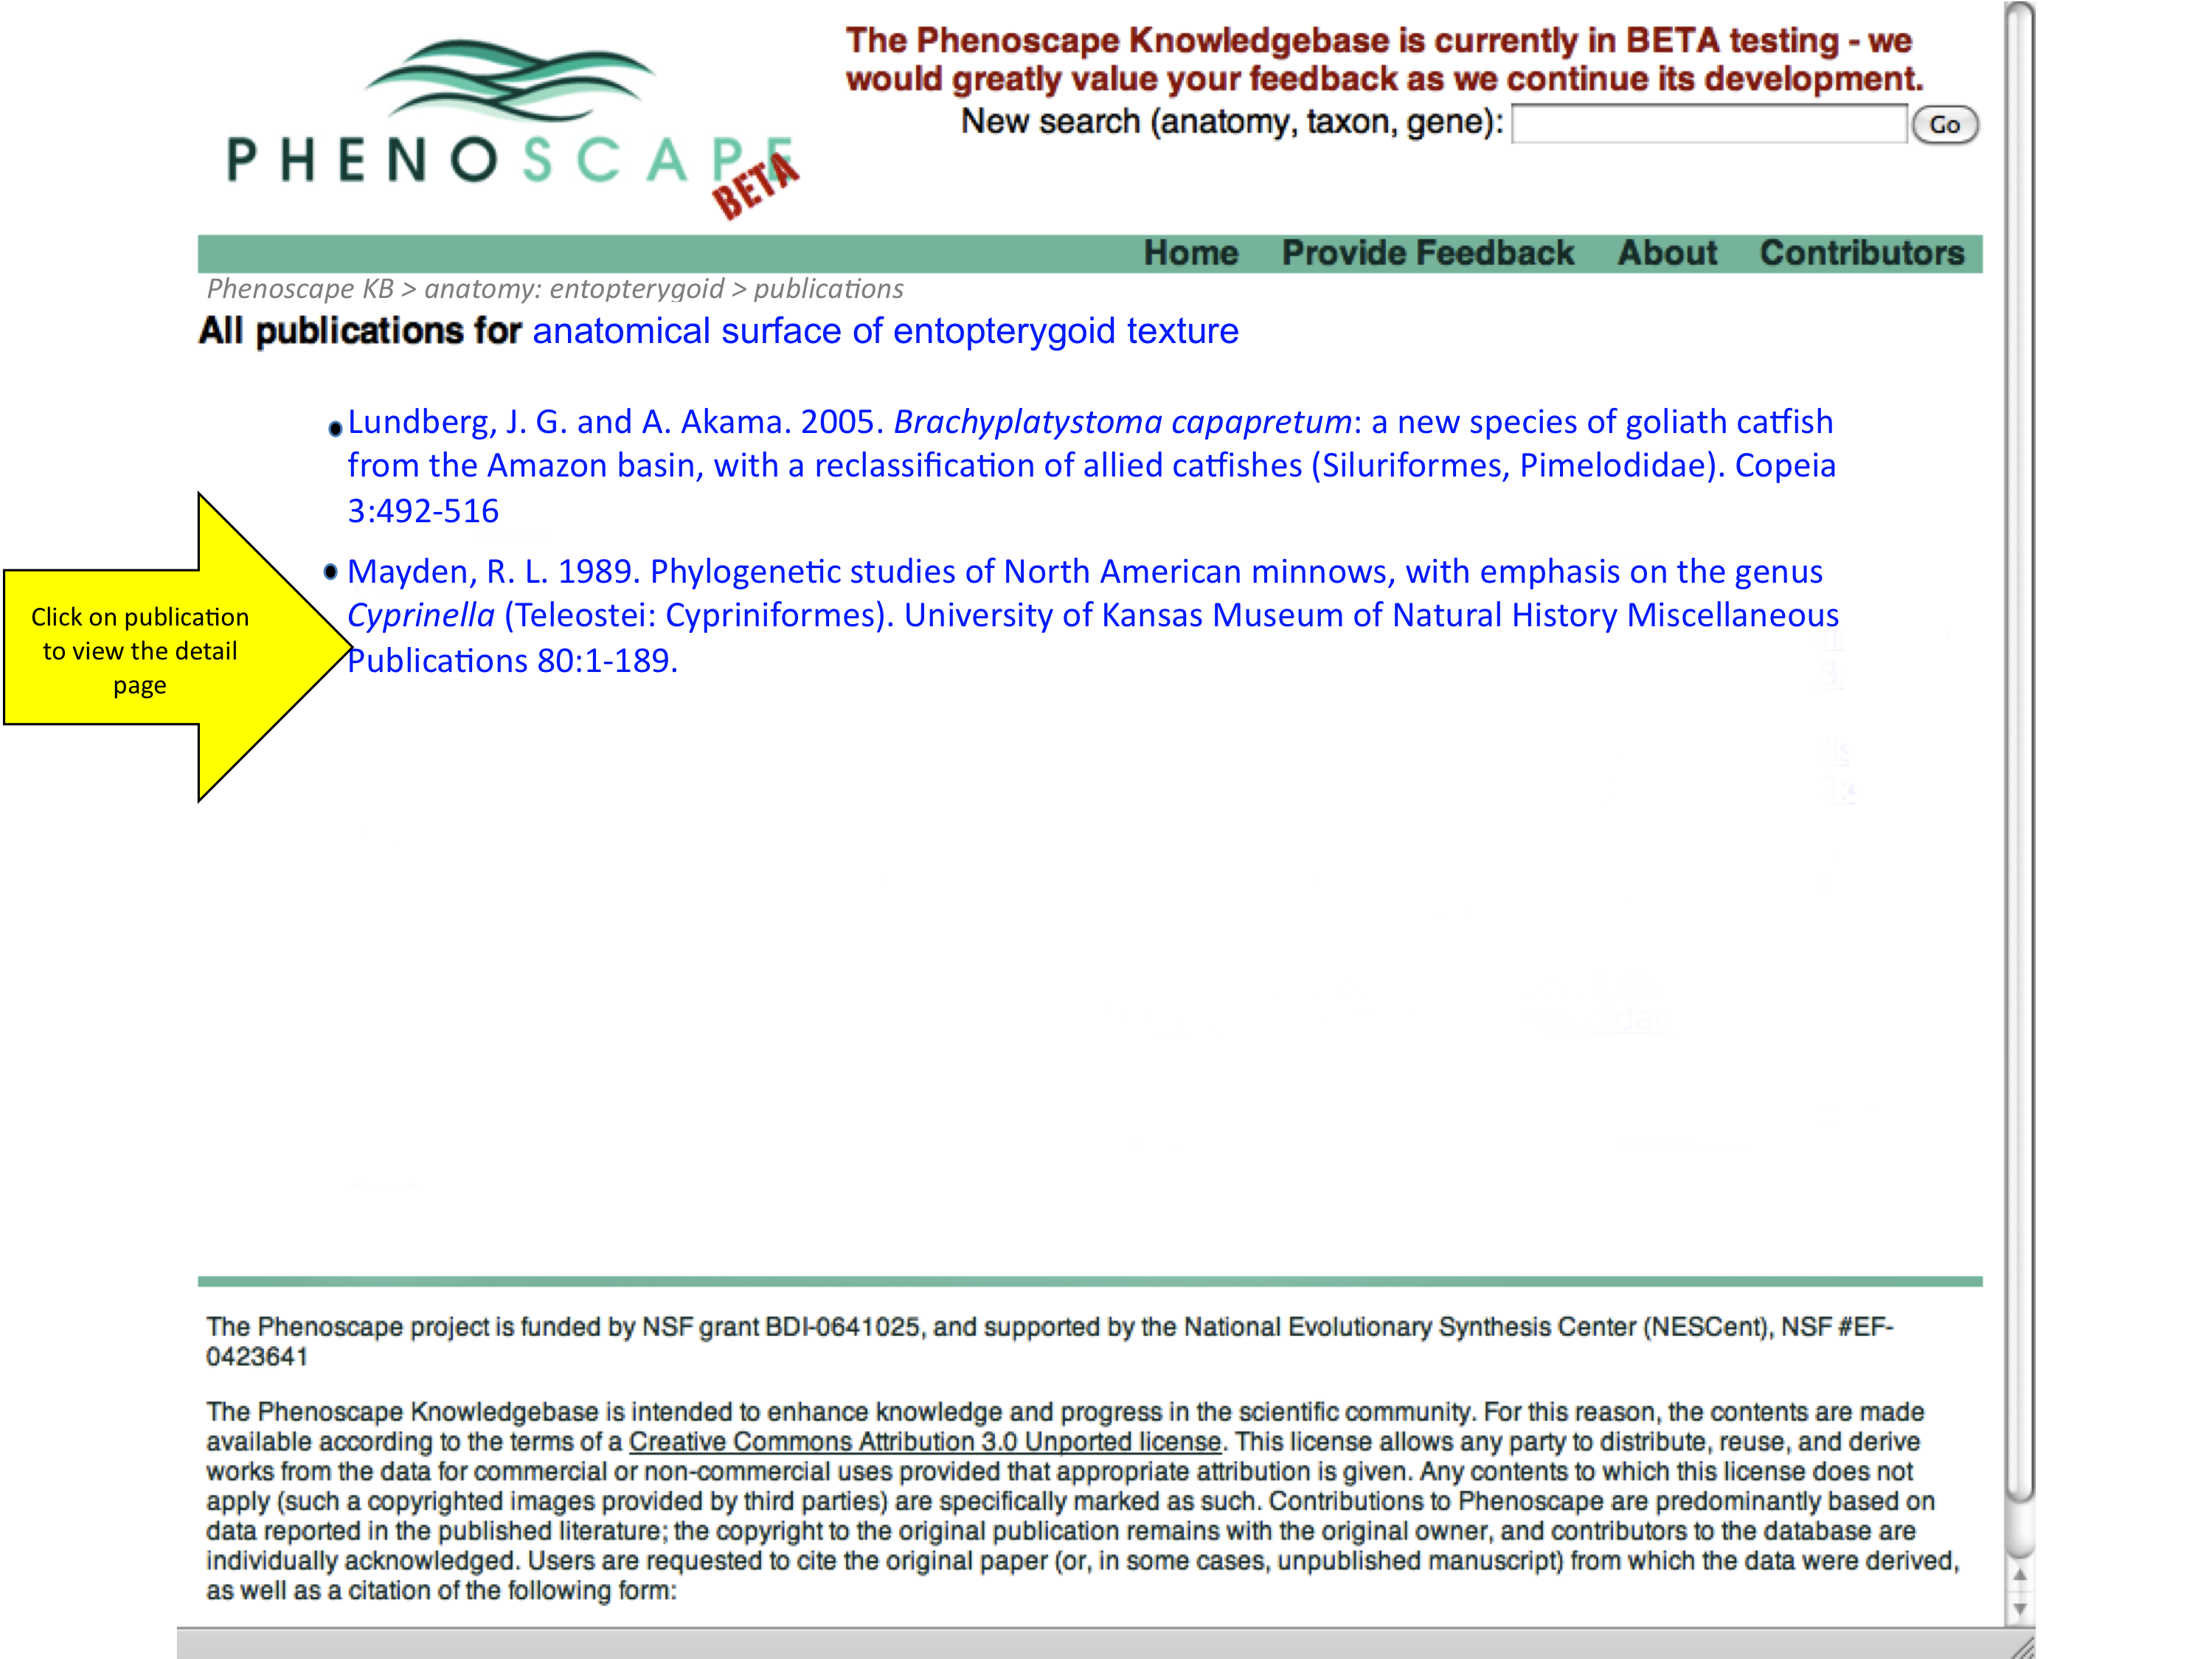 PHENOSCAPE
BETA
The Phenoscape Knowledgebase is currently in BETA testing - we
would greatly value your feedback as we continue its development.
New search (anatomy, taxon, gene):
Go
Home Provide Feedback About Contributors
Phenoscape KB > anatomy: entopterygoid > publications
All publications for anatomical surface of entopterygoid texture
Lundberg, J. G. and A. Akama. 2005. Brachyplatystoma capapretum: a new species of goliath catfish
from the Amazon basin, with a reclassification of allied catfishes (Siluriformes, Pimelodidae). Copeia
3:492-516
Mayden, R. L. 1989. Phylogenetic studies of North American minnows, with emphasis on the genus
Cyprinella (Teleostei: Cypriniformes). University of Kansas Museum of Natural History Miscellaneous
Publications 80:1-189.
Click on publication
to view the detail
page
The Phenoscape project is funded by NSF grant BDI-0641025, and supported by the National Evolutionary Synthesis Center (NESCent), NSF #EF-
0423641
The Phenoscape Knowledgebase is intended to enhance knowledge and progress in the scientific community. For this reason, the contents are made
available according to the terms of a Creative Commons Attribution 3.0 Unported license. This license allows any party to distribute, reuse, and derive
works from the data for commercial or non-commercial uses provided that appropriate attribution is given. Any contents to which this license does not
apply (such a copyrighted images provided by third parties) are specifically marked as such. Contributions to Phenoscape are predominantly based on
data reported in the published literature; the copyright to the original publication remains with the original owner, and contributors to the database are
individually acknowledged. Users are requested to cite the original paper (or, in some cases, unpublished manuscript) from which the data were derived,
as well as a citation of the following form: